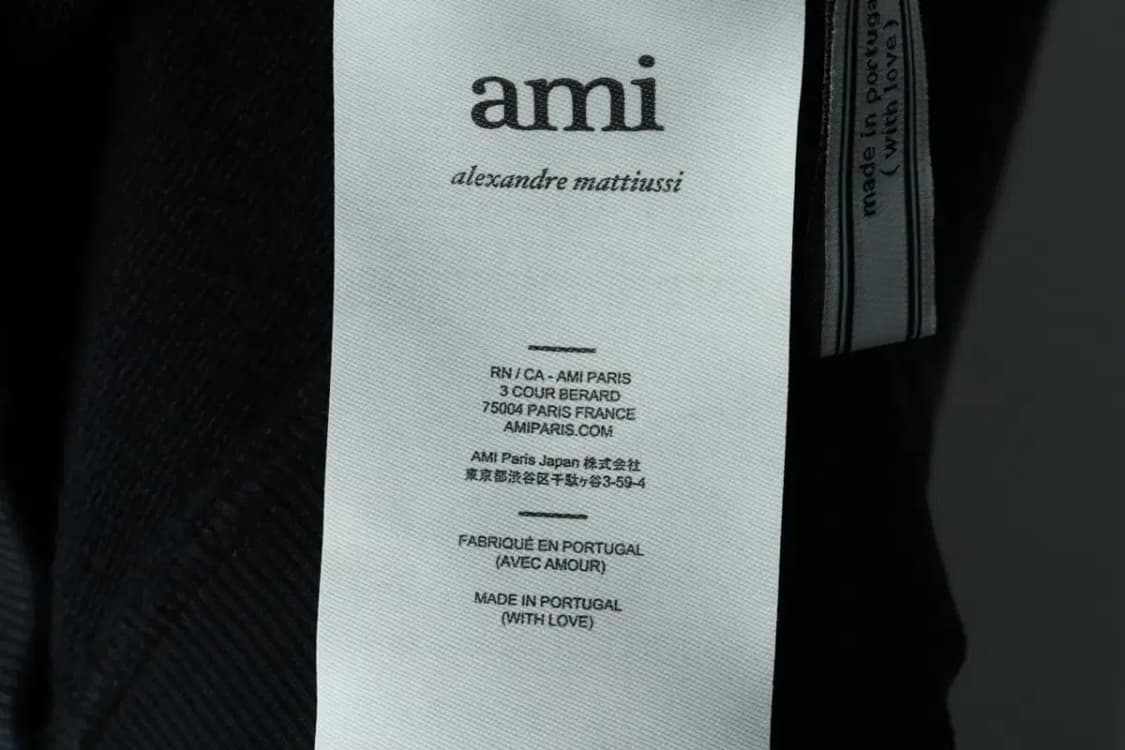 ami
alexandre mattiussi
RN / CA - AMI PARIS
3 COUR BERARD
75004 PARIS FRANCE
AMIPARIS.COM
AMI Paris Japan 株式会社
東京都渋谷区千駄ヶ谷3-59-4
FABRIQUÉ EN PORTUGAL
(AVEC AMOUR)
MADE IN PORTUGAL
(WITH LOVE)
made in portuga
(with love)